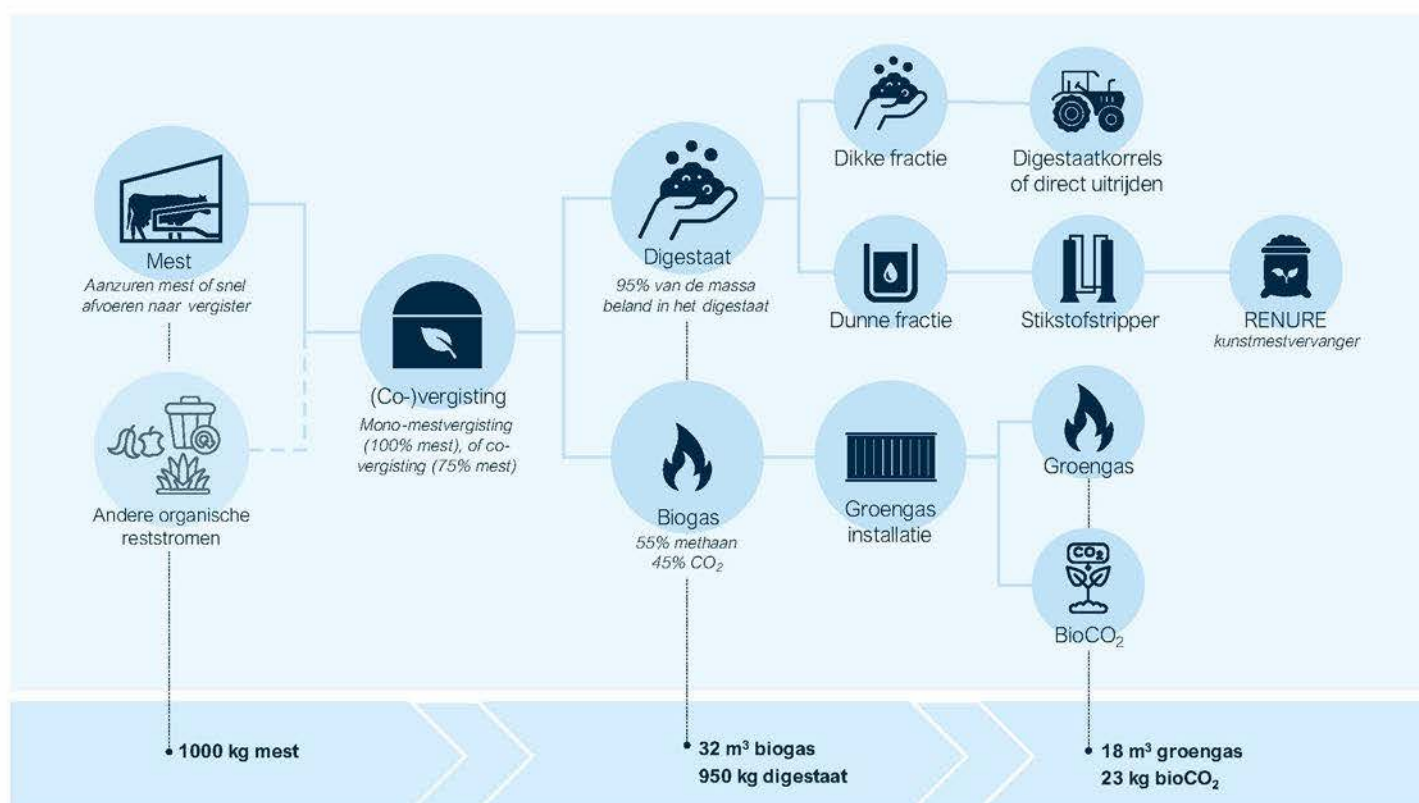 Mest
Aanzuren mest of snel
afvoeren naar vergister
Andere organische
reststromen
(Co-)vergisting
Mono-mestvergisting
(100% mest), of co-
vergisting (75% mest)
Digestaat
95% van de massa
beland in het digestaat
Biogas
55% methaan
45% CO₂
Dikke fractie
Digestaatkorrels
of direct uitrijden
Dunne fractie
Stikstofstripper
RENURE
kunstmestvervanger
Groengas
installatie
Groengas
CO₂
BioCO₂
1000 kg mest
32 m³ biogas
950 kg digestaat
18 m³ groengas
23 kg bioCO₂